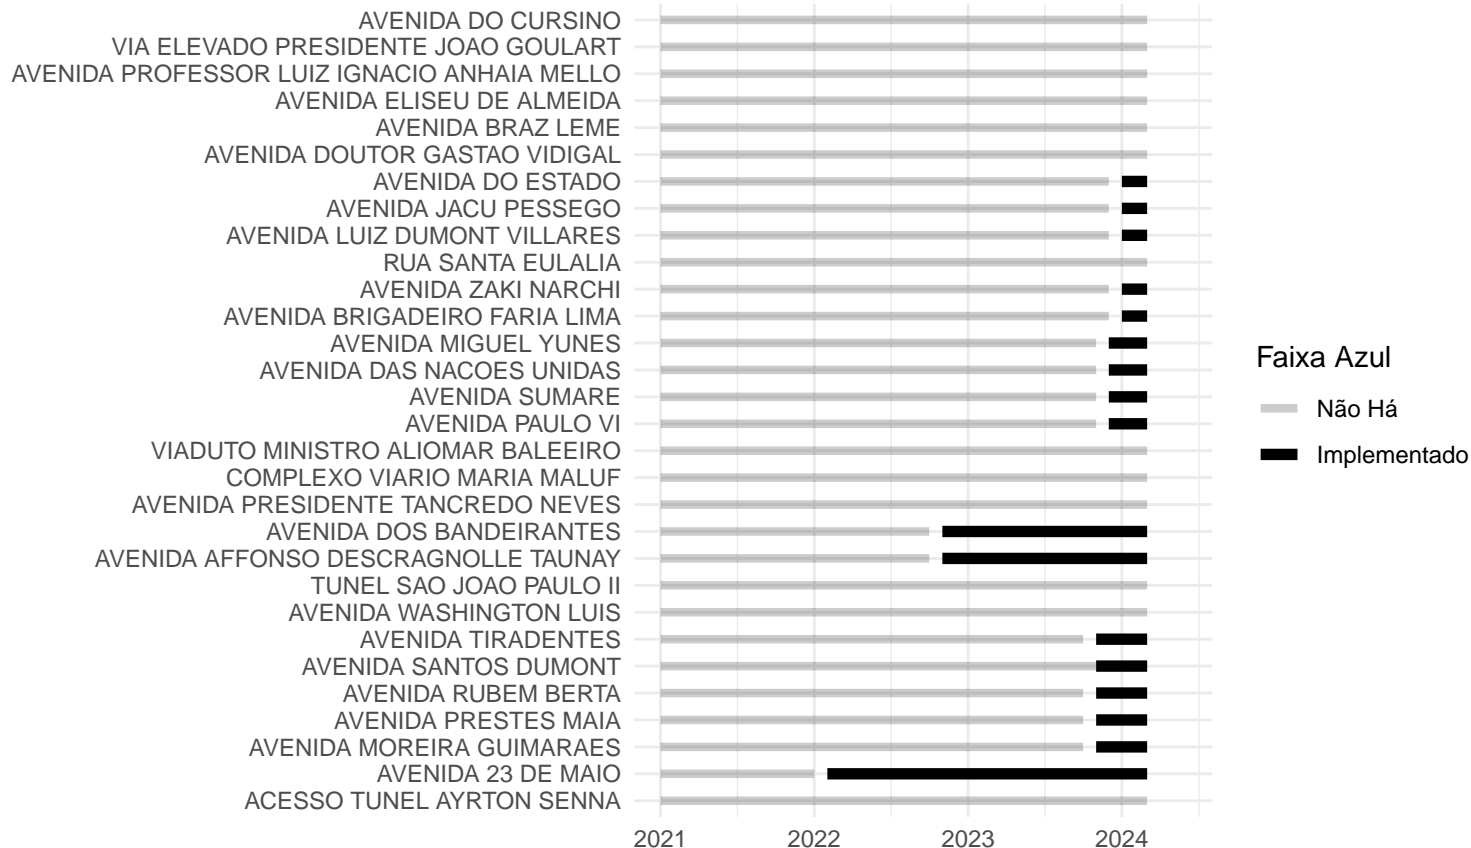 AVENIDA DO CURSINO
VIA ELEVADO PRESIDENTE JOAO GOULART
AVENIDA PROFESSOR LUIZ IGNACIO ANHAIA MELLO
AVENIDA ELISEU DE ALMEIDA
AVENIDA BRAZ LEME
AVENIDA DOUTOR GASTAO VIDIGAL
AVENIDA DO ESTADO
AVENIDA JACU PESSEGO
AVENIDA LUIZ DUMONT VILLARES
RUA SANTA EULALIA
AVENIDA ZAKI NARCHI
AVENIDA BRIGADEIRO FARIA LIMA
AVENIDA MIGUEL YUNES
AVENIDA DAS NACOES UNIDAS
AVENIDA SUMARE
AVENIDA PAULO VI
VIADUTO MINISTRO ALIOMAR BALEEIRO
COMPLEXO VIARIO MARIA MALUF
AVENIDA PRESIDENTE TANCREDO NEVES
AVENIDA DOS BANDEIRANTES
AVENIDA AFFONSO DESCRAGNOLLE TAUNAY
TUNEL SAO JOAO PAULO II
AVENIDA WASHINGTON LUIS
AVENIDA TIRADENTES
AVENIDA SANTOS DUMONT
AVENIDA RUBEM BERTA
AVENIDA PRESTES MAIA
AVENIDA MOREIRA GUIMARAES
AVENIDA 23 DE MAIO
ACESSO TUNEL AYRTON SENNA
2021 2022 2023 2024
Faixa Azul
Não Há
Implementado